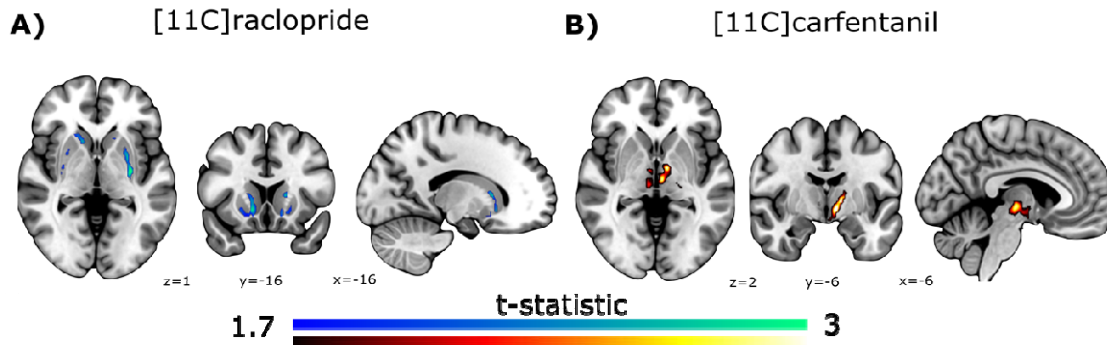 A) [11C]raclopride
B) [11C]carfentanil
z=1 y=-16 x=-16
z=2 y=-6 x=-6
t-statistic
1.7 3